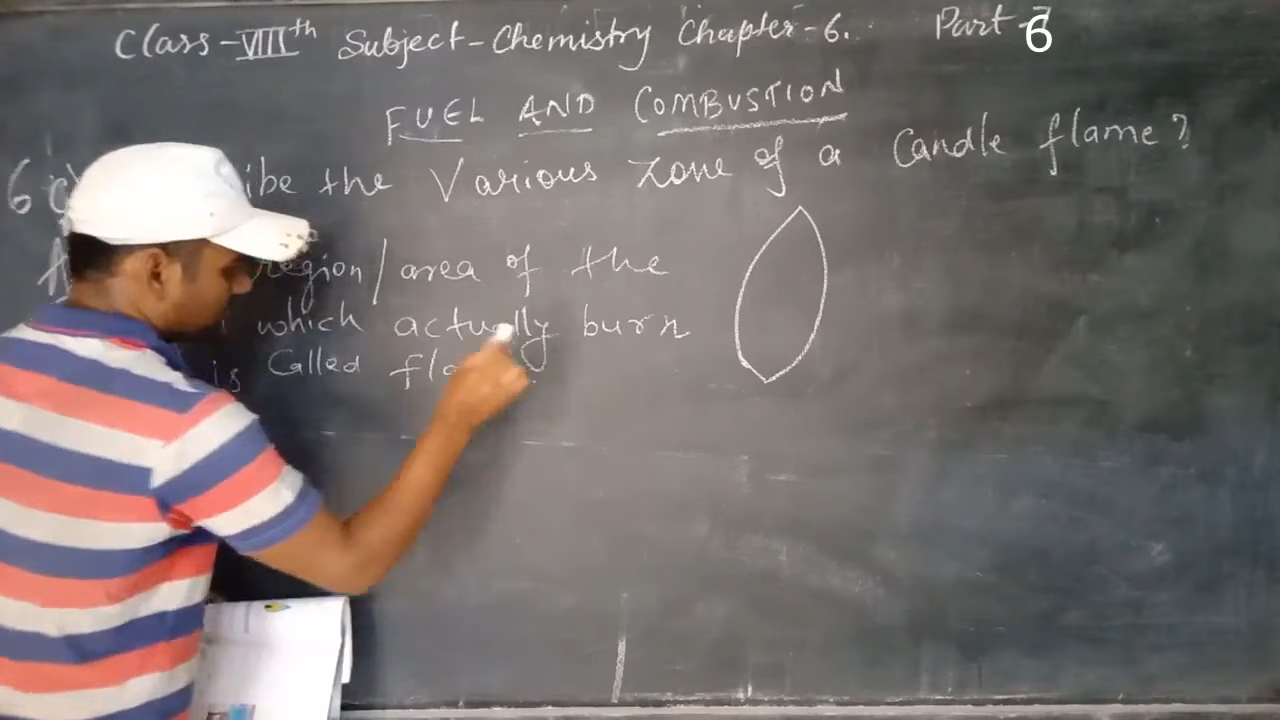 Class-VIIIth Subject-Chemistry Chapter-6. Part-6
FUEL AND COMBUSTION
6 ibe the Various Zone of a Candle flame?
region/area of the
which actually burn
is Called